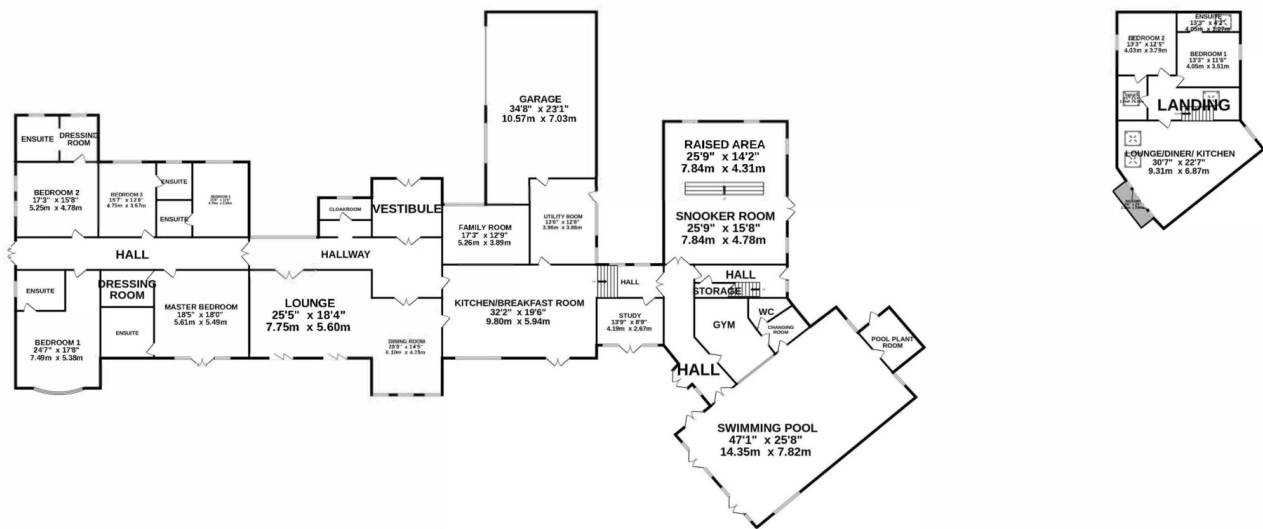 GARAGE
34'8" x 23'1"
10.57m x 7.03m
ENSUITE
DRESSING
ROOM
BEDROOM 2
17'3" x 15'8"
5.25m x 4.78m
BEDROOM 3
ENSUITE
ENSUITE
CLOAKROOM
VESTIBULE
FAMILY ROOM
17'3" x 12'9"
5.26m x 3.89m
UTILITY ROOM
RAISED AREA
25'9" x 14'2"
7.84m x 4.31m
SNOOKER ROOM
25'9" x 15'8"
7.84m x 4.78m
HALL
HALLWAY
ENSUITE
DRESSING
ROOM
MASTER BEDROOM
18'5" x 18'0"
5.61m x 5.49m
ENSUITE
BEDROOM 1
24'7" x 17'8"
7.49m x 5.38m
LOUNGE
25'5" x 18'4"
7.75m x 5.60m
DINING ROOM
KITCHEN/BREAKFAST ROOM
32'2" x 19'6"
9.80m x 5.94m
HALL
STUDY
13'9" x 8'9"
4.19m x 2.67m
HALL
STORAGE
GYM
WC
CHANGING
ROOM
HALL
POOL PLANT
ROOM
SWIMMING POOL
47'1" x 25'8"
14.35m x 7.82m
ENSUITE
BEDROOM 2
13'3" x 12'5"
4.03m x 3.79m
BEDROOM 1
13'3" x 11'6"
4.05m x 3.51m
LANDING
LOUNGE/DINER/ KITCHEN
30'7" x 22'7"
9.31m x 6.87m